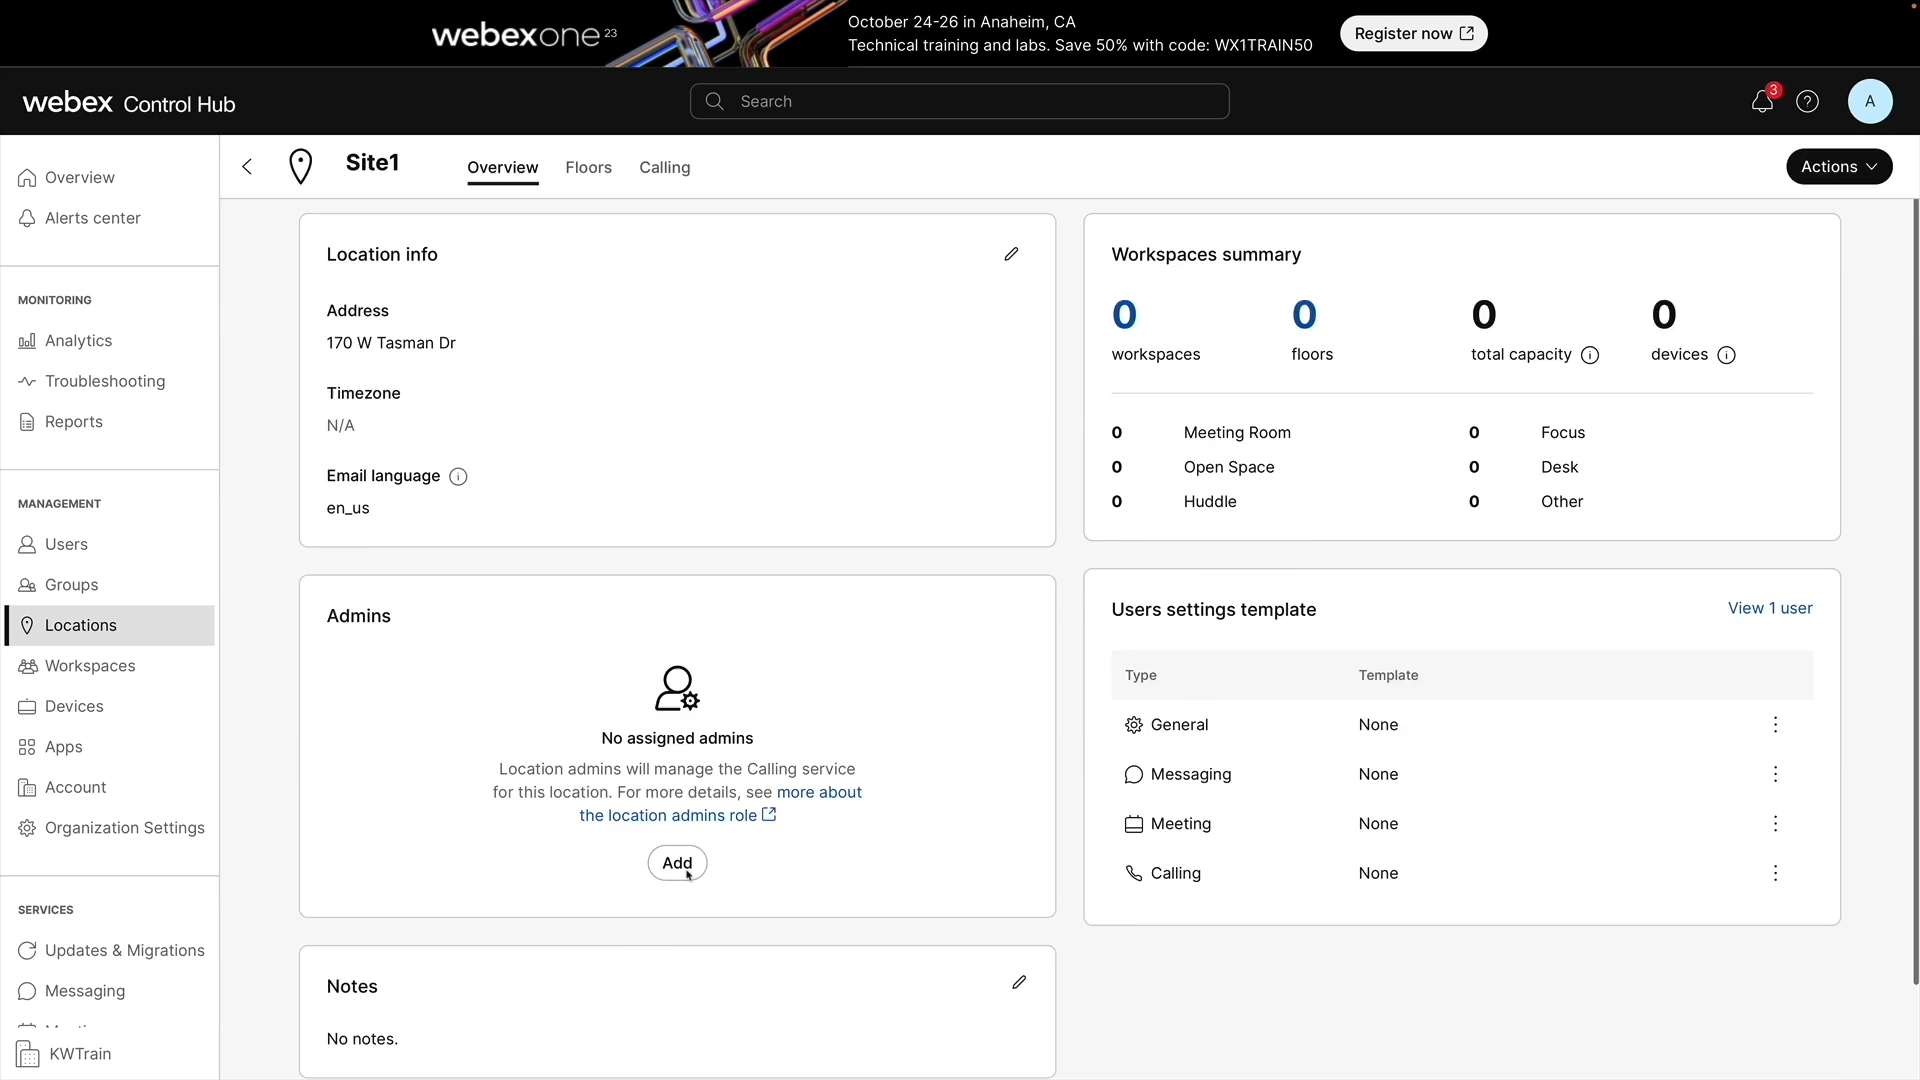 webexone 23
October 24-26 in Anaheim, CA
Technical training and labs. Save 50% with code: WX1TRAIN50
Register now
webex Control Hub
Search
3
A
Site1
Overview
Floors
Calling
Actions
Overview
Alerts center
MONITORING
Analytics
Troubleshooting
Reports
MANAGEMENT
Users
Groups
Locations
Workspaces
Devices
Apps
Account
Organization Settings
SERVICES
Updates & Migrations
Messaging
KWTrain
Location info
Address
170 W Tasman Dr
Timezone
N/A
Email language
en_us
Admins
No assigned admins
Location admins will manage the Calling service
for this location. For more details, see more about
the location admins role
Add
Notes
No notes.
Workspaces summary
0 0 0 0
workspaces floors total capacity devices
0 Meeting Room 0 Focus
0 Open Space 0 Desk
0 Huddle 0 Other
Users settings template View 1 user
Type Template
General None
Messaging None
Meeting None
Calling None